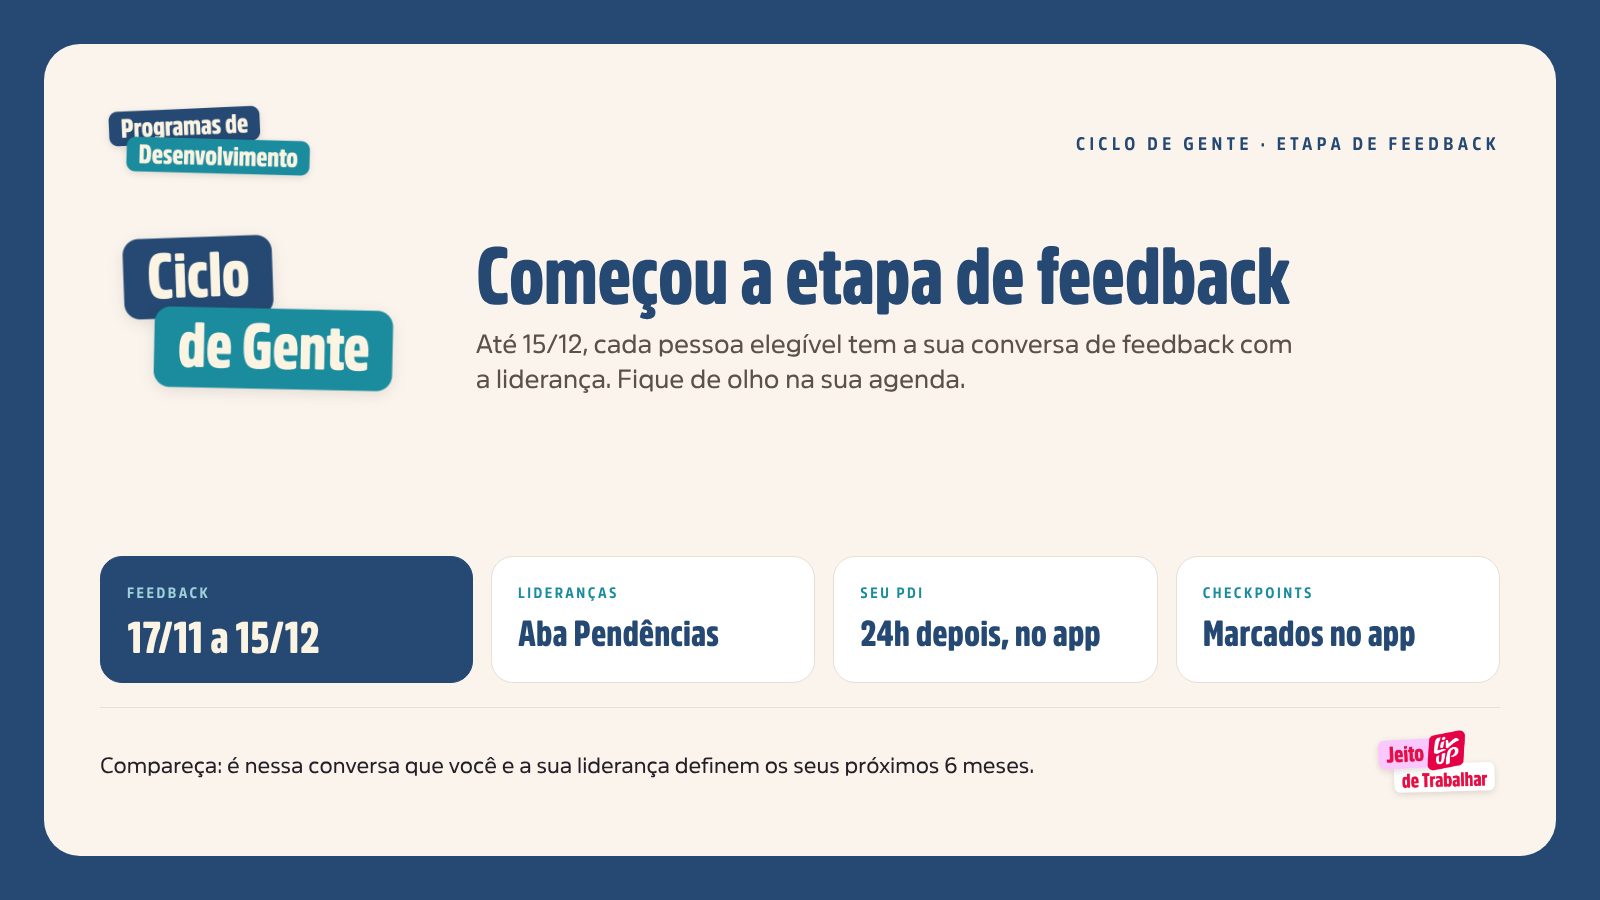 Programas de
Desenvolvimento
CICLO DE GENTE · ETAPA DE FEEDBACK
Ciclo
de Gente
Começou a etapa de feedback
Até 15/12, cada pessoa elegível tem a sua conversa de feedback com
a liderança. Fique de olho na sua agenda.
FEEDBACK
17/11 a 15/12
LIDERANÇAS
Aba Pendências
SEU PDI
24h depois, no app
CHECKPOINTS
Marcados no app
Compareça: é nessa conversa que você e a sua liderança definem os seus próximos 6 meses.
Jeito Liv Up
de Trabalhar